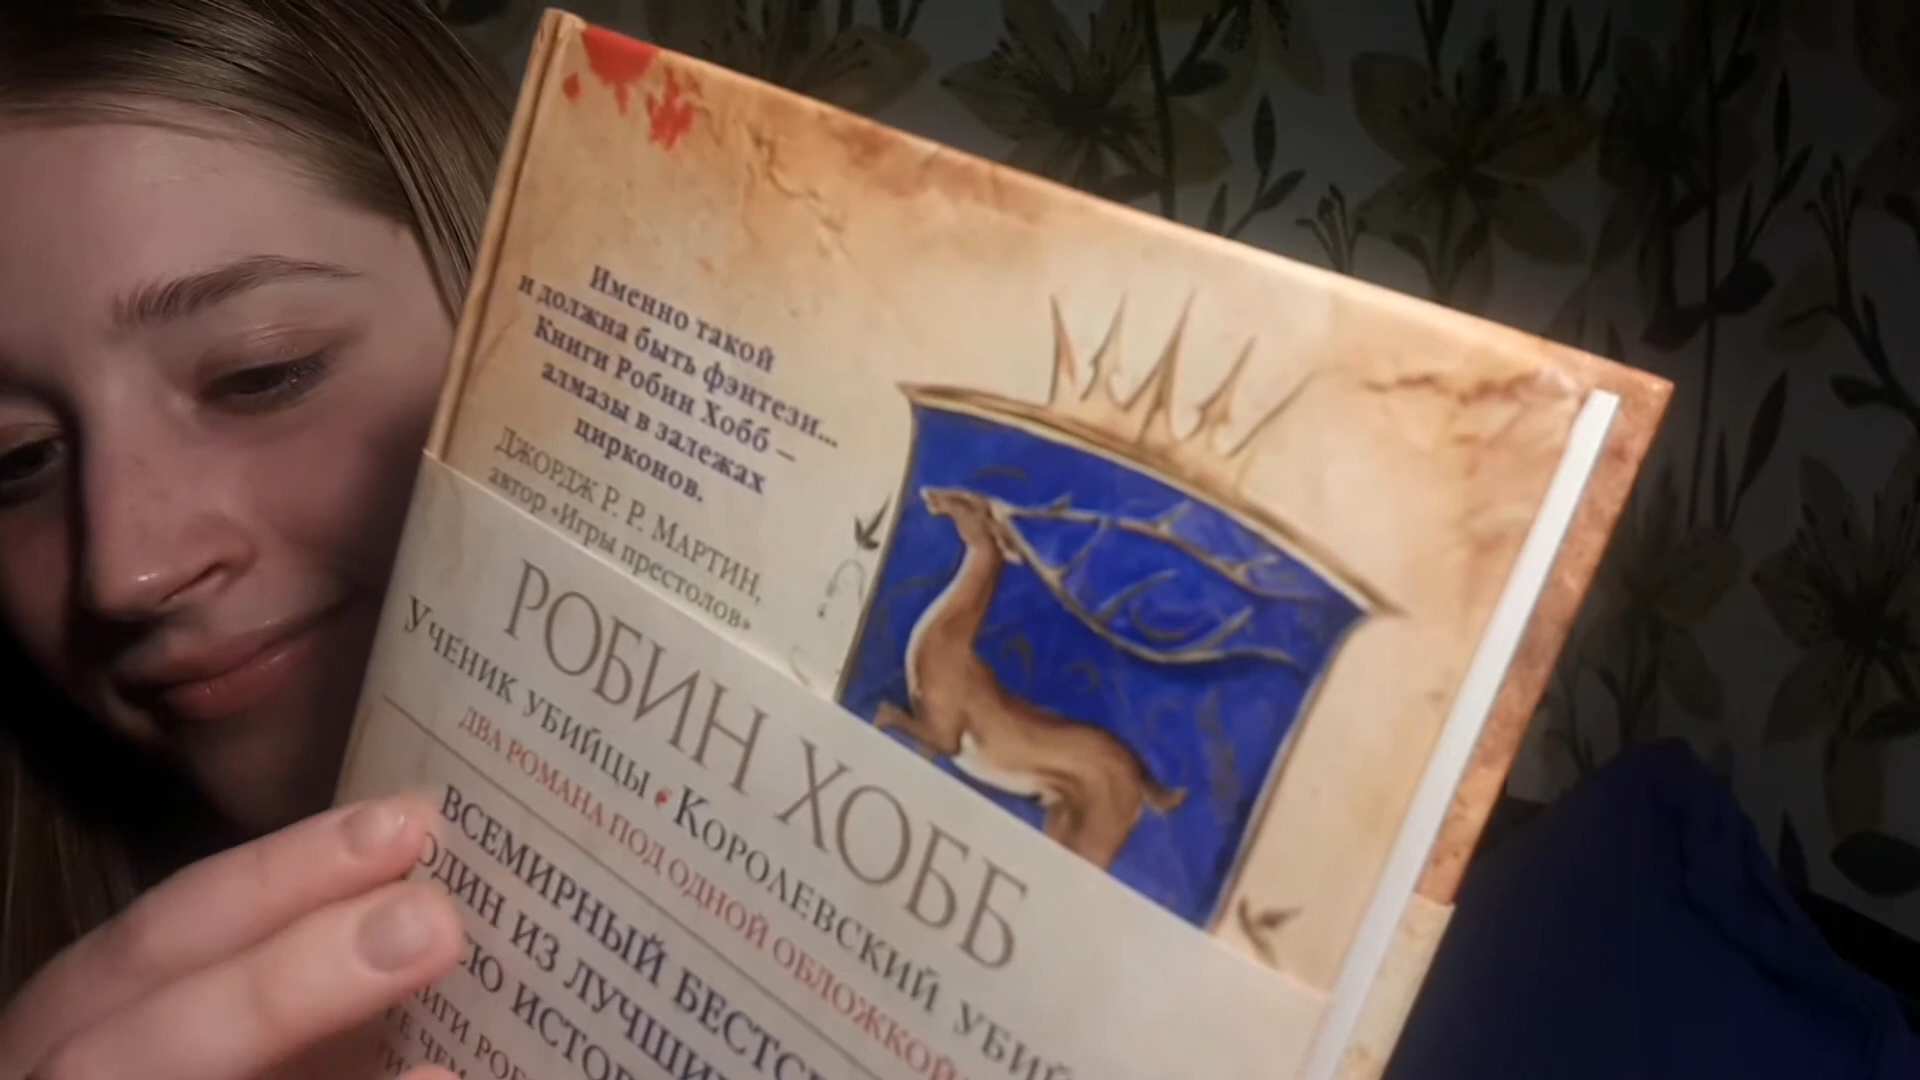 Именно такой
и должна быть фэнтези...
Книги Робин Хобб –
алмазы в залежах
цирконов.
ДЖОРДЖ Р. Р. МАРТИН,
автор «Игры престолов»
РОБИН ХОББ
УЧЕНИК УБИЙЦЫ КОРОЛЕВСКИЙ
ДВА РОМАНА ПОД ОДНОЙ ОБЛОЖКОЙ
ВСЕМИРНЫЙ
ОДИН ИЗ